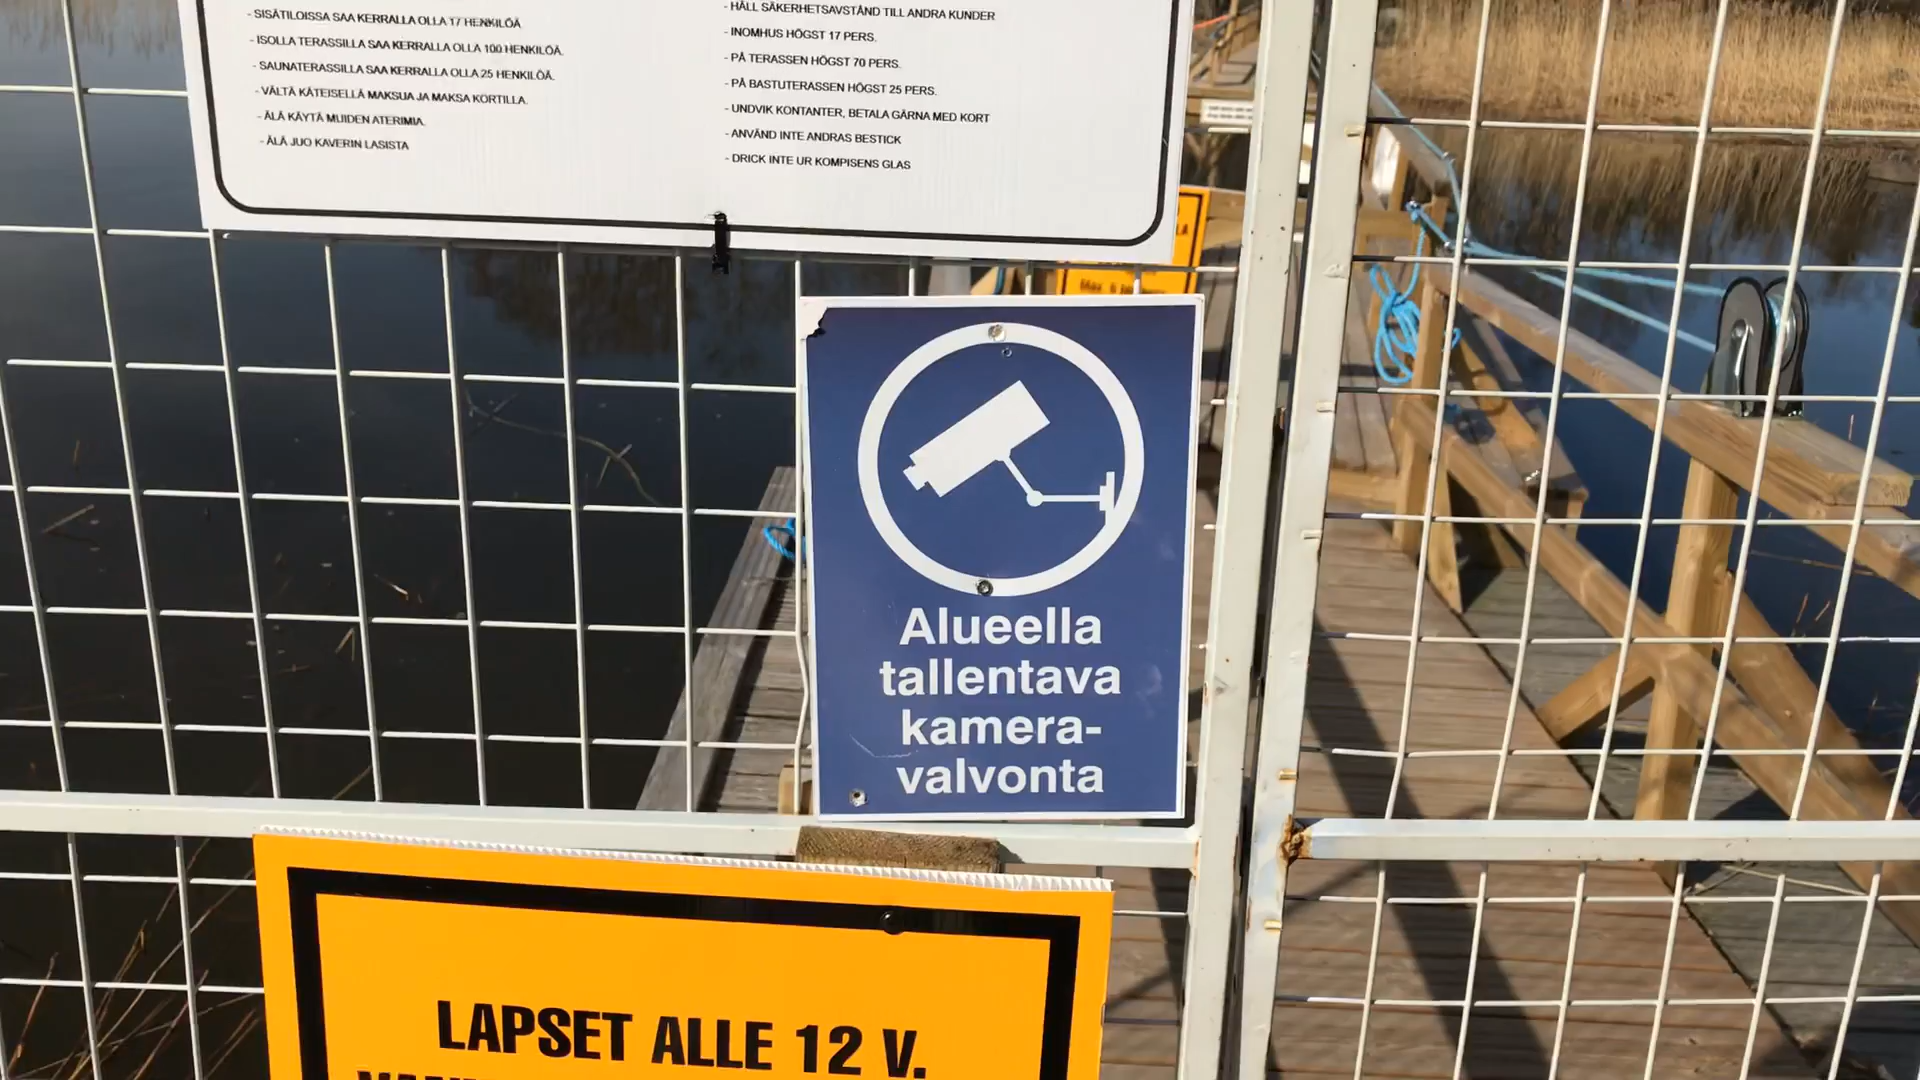 - SISÄTILOISSA SAA KERRALLA OLLA 17 HENKILÖÄ
- ISOLLA TERASSILLA SAA KERRALLA OLLA 100 HENKILÖÄ.
- SAUNATERASSILLA SAA KERRALLA OLLA 25 HENKILÖÄ.
- VÄLTÄ KÄTEISELLÄ MAKSUA JA MAKSA KORTILLA.
- ÄLÄ KÄYTÄ MUIDEN ATERIMIA.
- ÄLÄ JUO KAVERIN LASISTA
- HÅLL SÄKERHETSAVSTÅND TILL ANDRA KUNDER
- INOMHUS HÖGST 17 PERS.
- PÅ TERASSEN HÖGST 70 PERS.
- PÅ BASTUTERASSEN HÖGST 25 PERS.
- UNDVIK KONTANTER, BETALA GÄRNA MED KORT
- ANVÄND INTE ANDRAS BESTICK
- DRICK INTE UR KOMPISENS GLAS
Alueella
tallentava
kamera-
valvonta
LAPSET ALLE 12 V.